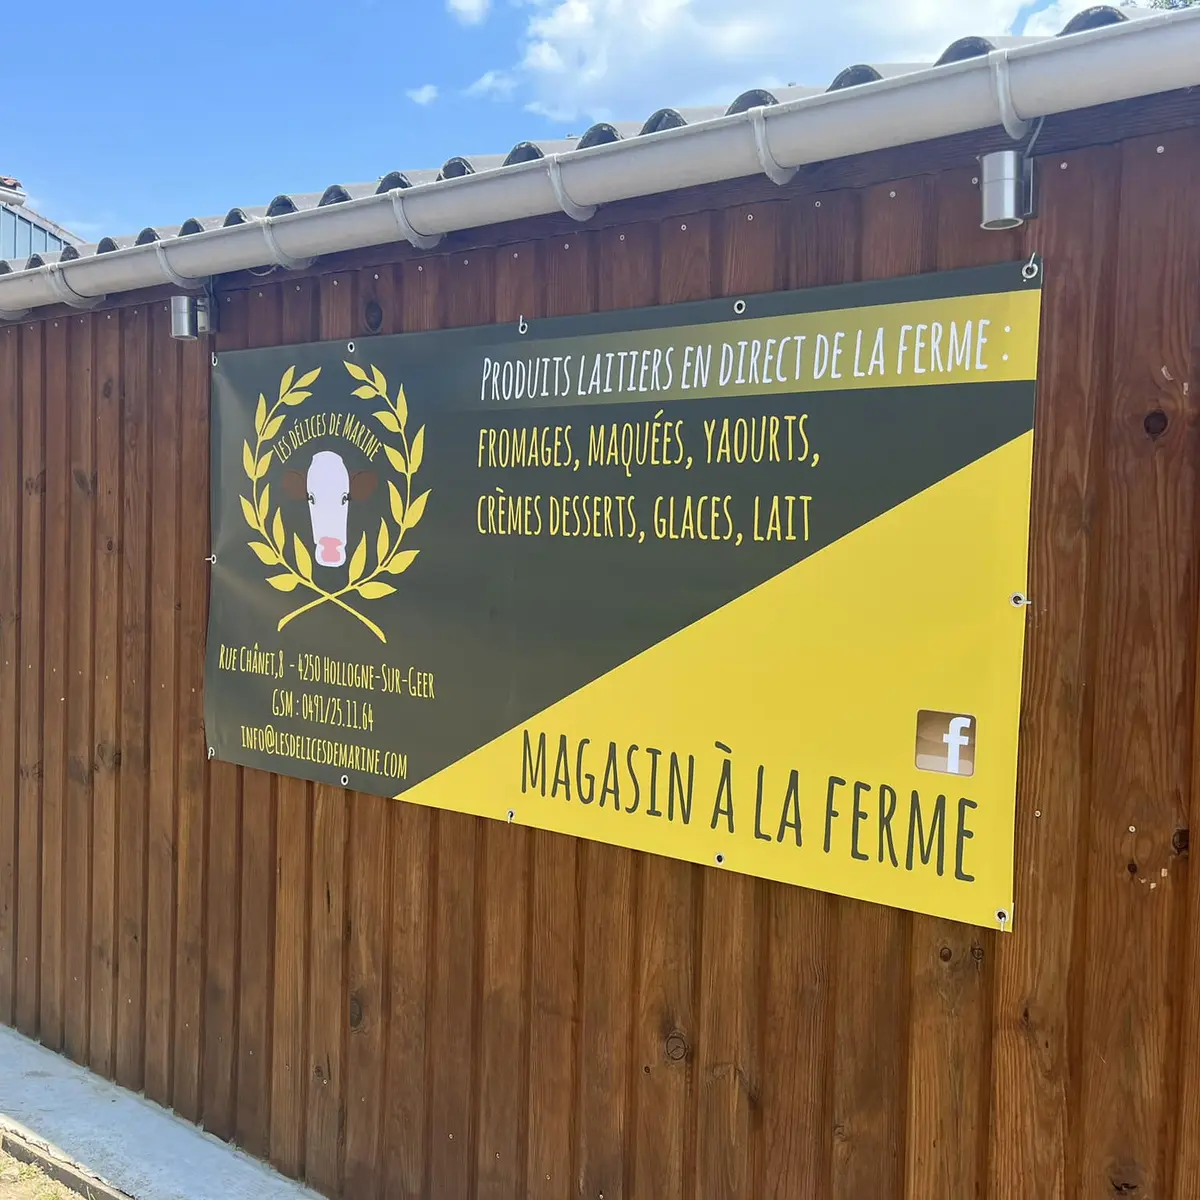 LES DÉLICES DE MARINE
RUE CHÂNET,8 - 4250 HOLLOGNE-SUR-GEER
GSM : 0491/25.11.64
INFO@LESDELICESDEMARINE.COM
PRODUITS LAITIERS EN DIRECT DE LA FERME :
FROMAGES, MAQUÉES, YAOURTS,
CRÈMES DESSERTS, GLACES, LAIT
f
MAGASIN À LA FERME